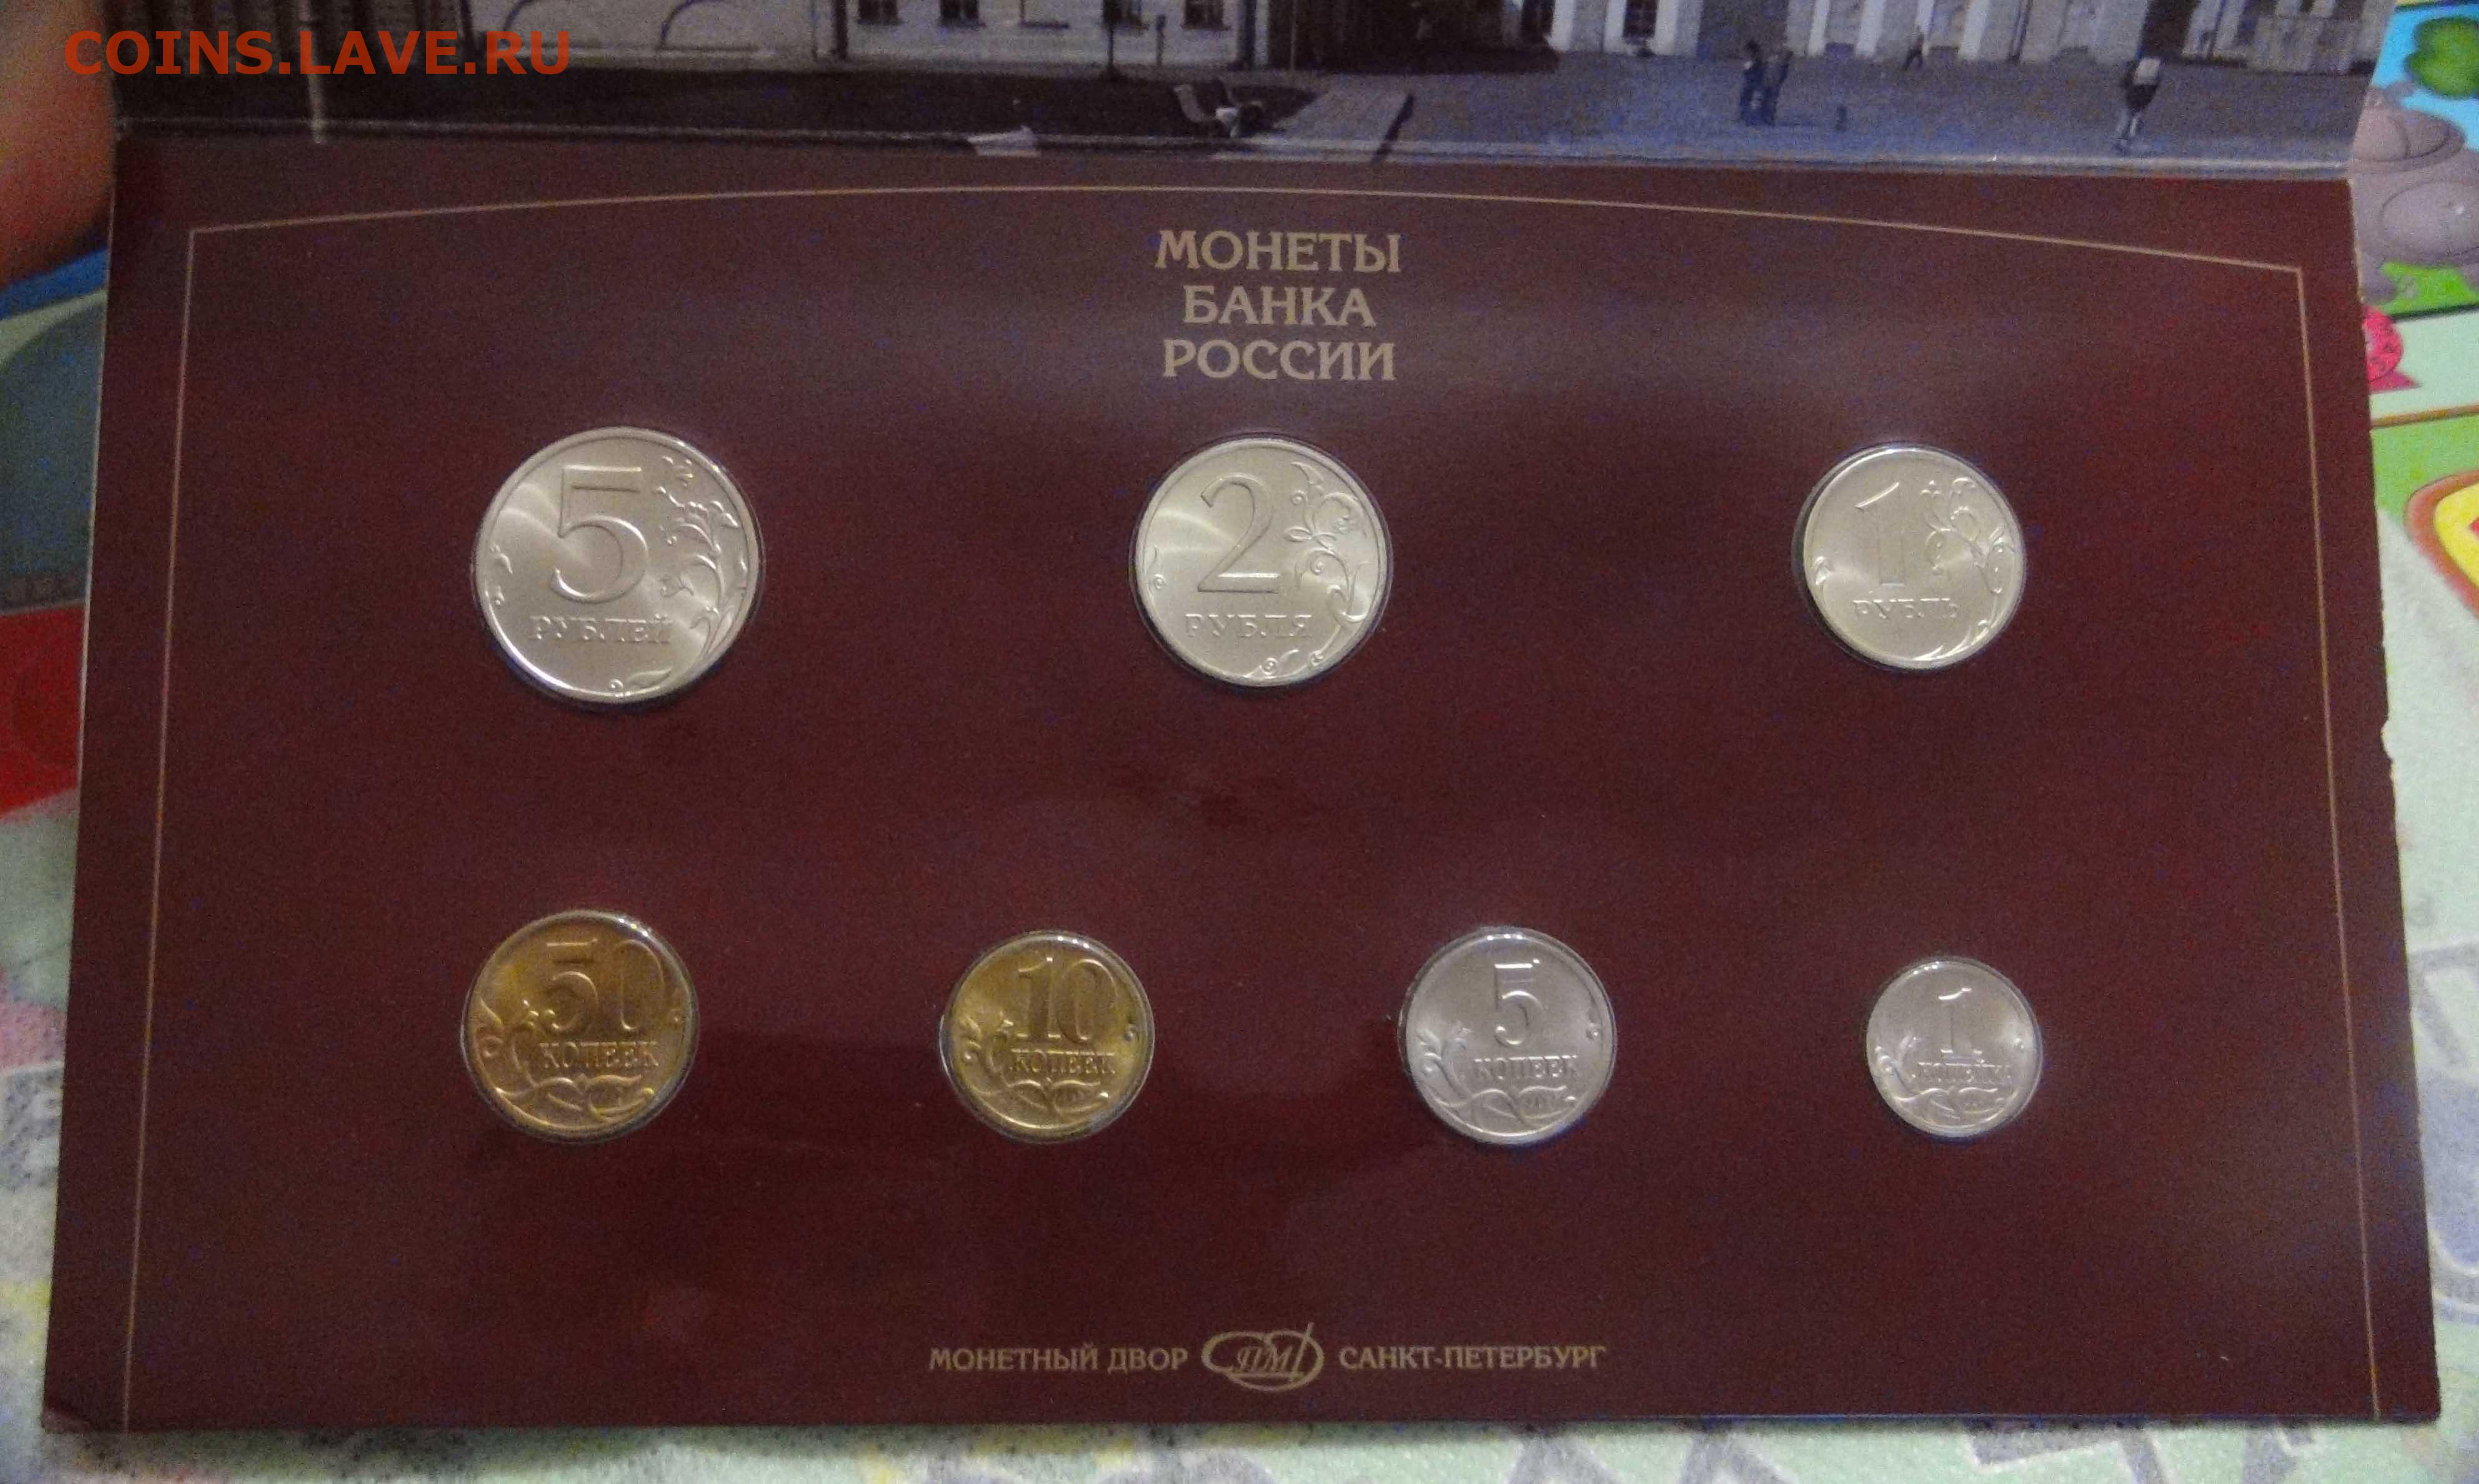 COINS.LAVE.RU
МОНЕТЫ
БАНКА
РОССИИ
5
РУБЛЕЙ
2
РУБЛЯ
1
РУБЛЬ
50
КОПЕЕК
10
КОПЕЕК
5
КОПЕЕК
1
КОПЕЙКА
МОНЕТНЫЙ ДВОР СПМД САНКТ-ПЕТЕРБУРГ